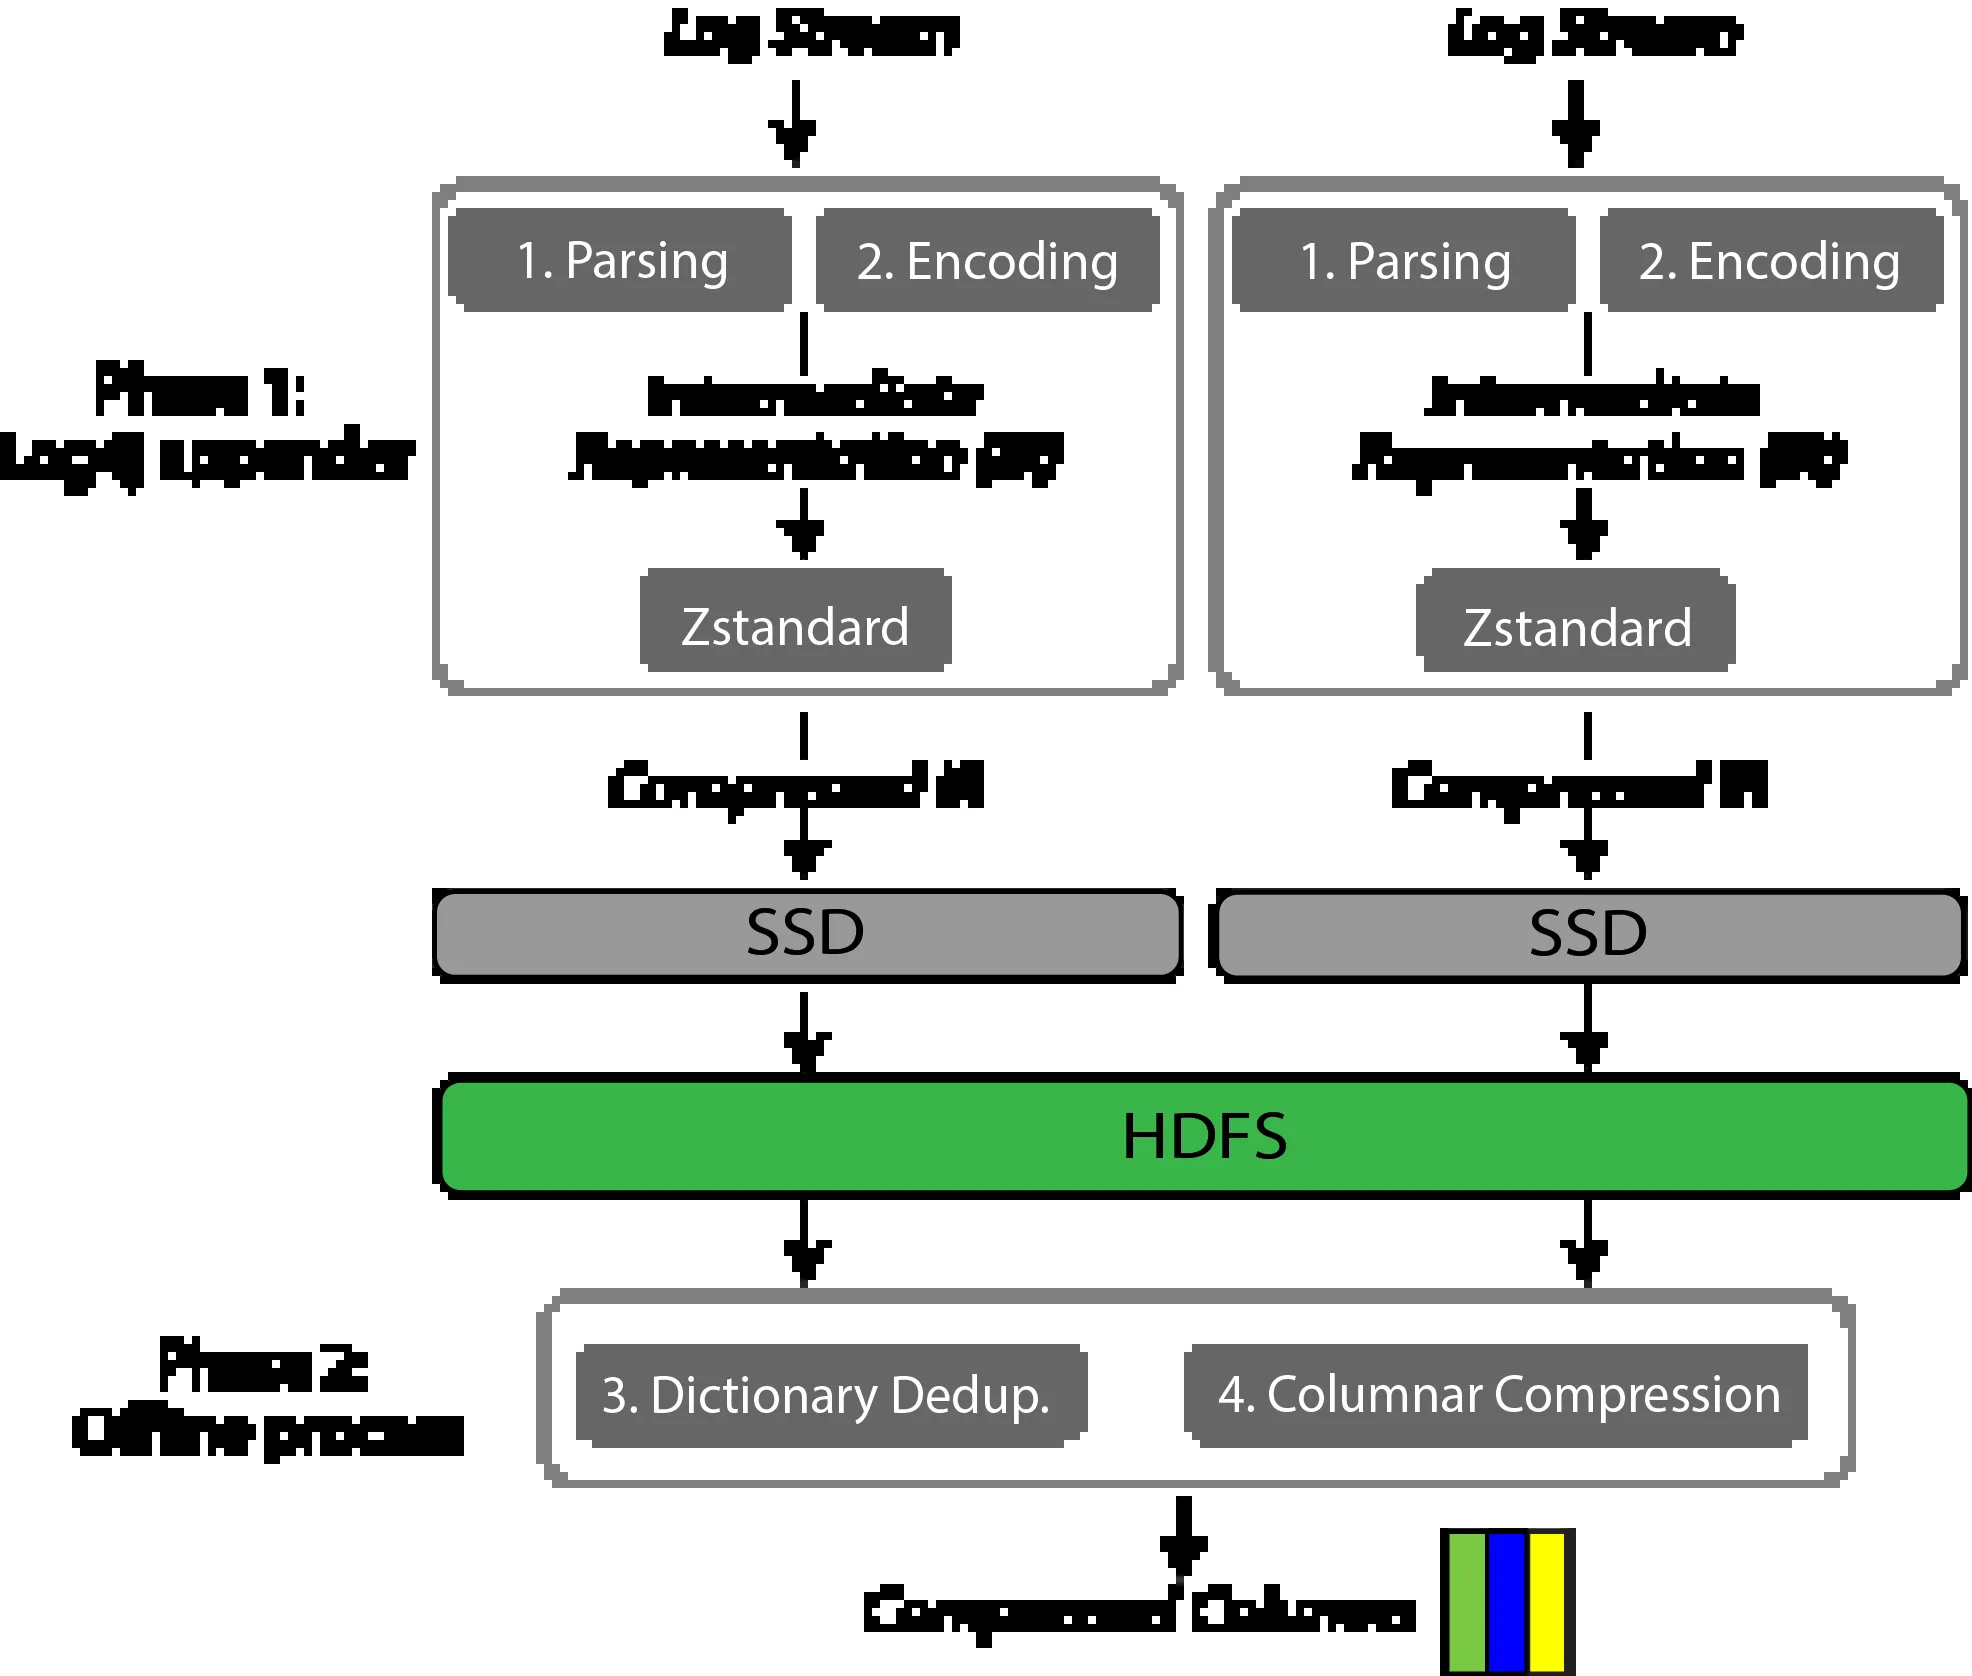 Log Stream
Log Stream
1. Parsing
2. Encoding
1. Parsing
2. Encoding
Phase 1:
Log4j appender
Intermediate
Representation (IR)
Intermediate
Representation (IR)
Zstandard
Zstandard
Compressed IR
Compressed IR
SSD
SSD
HDFS
Phase 2:
Offline process
3. Dictionary Dedup.
4. Columnar Compression
Compressed Columns